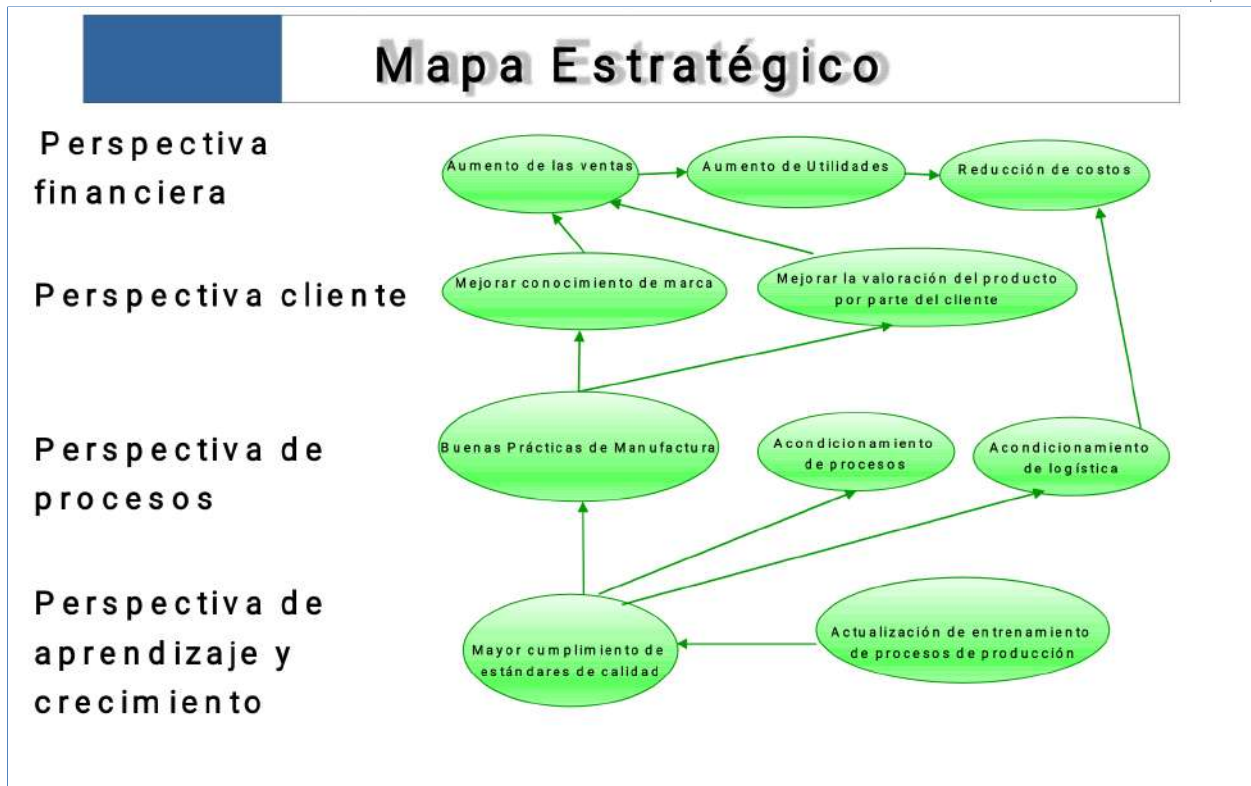 Mapa Estratégico
Perspectiva
financiera
Aumento de las ventas
Aumento de Utilidades
Reducción de costos
Perspectiva cliente
Mejorar conocimiento de marca
Mejorar la valoración del producto
por parte del cliente
Perspectiva de
procesos
Buenas Prácticas de Manufactura
Acondicionamiento
de procesos
Acondicionamiento
de logística
Perspectiva de
aprendizaje y
crecimiento
Mayor cumplimiento de
estándares de calidad
Actualización de entrenamiento
de procesos de producción